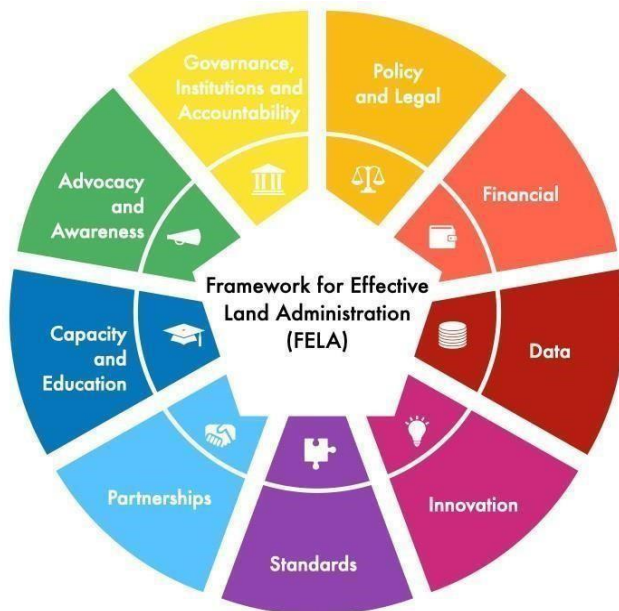 Governance,
Institutions and
Accountability
Policy
and Legal
Financial
Data
Innovation
Standards
Partnerships
Capacity
and
Education
Advocacy
and
Awareness
Framework for Effective
Land Administration
(FELA)